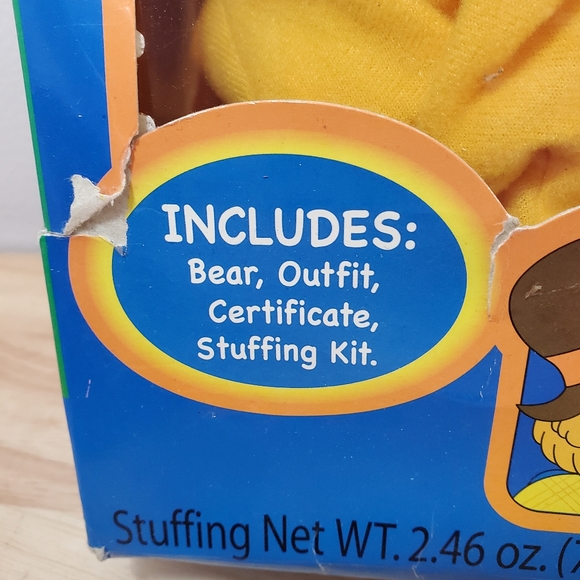 INCLUDES:
Bear, Outfit,
Certificate,
Stuffing Kit.
Stuffing Net WT. 2.46 oz. (